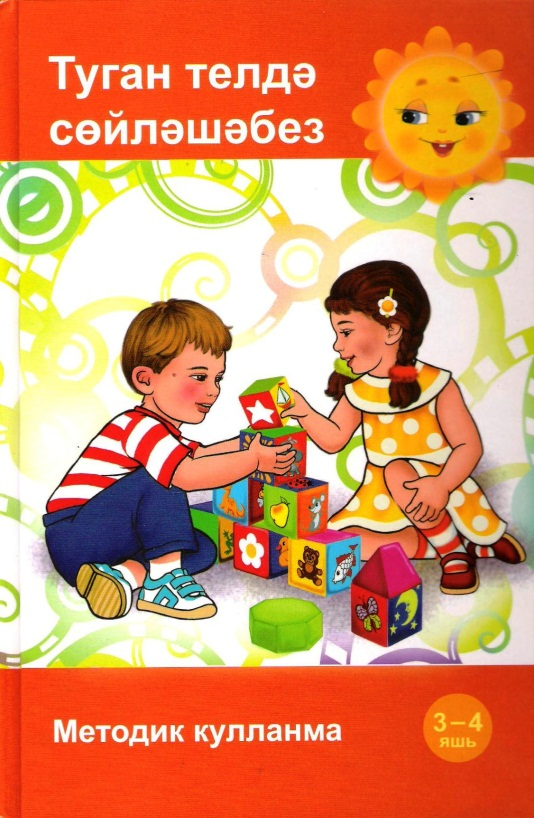 Туган телдә
сөйләшәбез
Методик кулланма
3–4
яшь